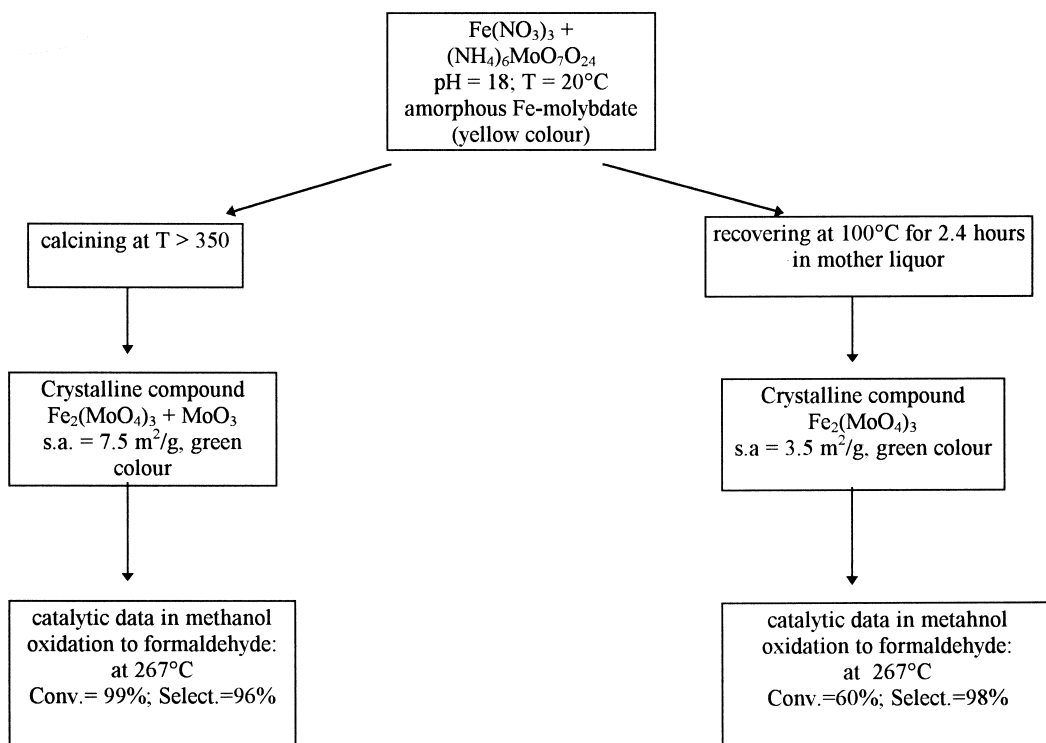 Fe(NO₃)₃ +
(NH₄)₆MoO₇O₂₄
pH = 18; T = 20°C
amorphous Fe-molybdate
(yellow colour)
calcining at T > 350
recovering at 100°C for 2.4 hours
in mother liquor
Crystalline compound
Fe₂(MoO₄)₃ + MoO₃
s.a. = 7.5 m²/g, green
colour
Crystalline compound
Fe₂(MoO₄)₃
s.a = 3.5 m²/g, green colour
catalytic data in methanol
oxidation to formaldehyde:
at 267°C
Conv.= 99%; Select.=96%
catalytic data in metahnol
oxidation to formaldehyde:
at 267°C
Conv.=60%; Select.=98%